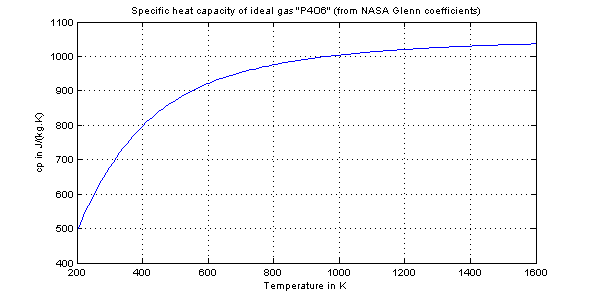 Specific heat capacity of ideal gas "P4O6" (from NASA Glenn coefficients)
1100
1000
900
800
700
600
500
400
cp in J/(kg.K)
200 400 600 800 1000 1200 1400 1600
Temperature in K